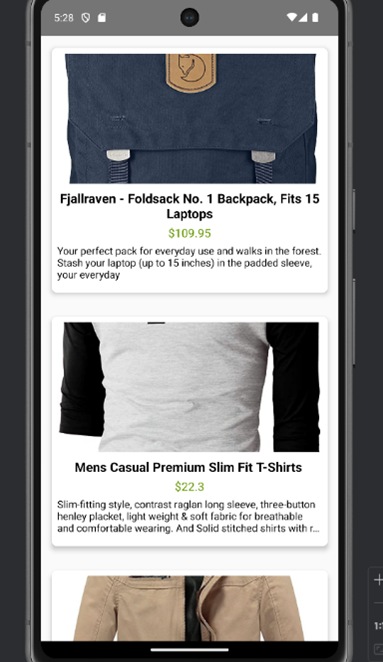 5:28
Fjallraven - Foldsack No. 1 Backpack, Fits 15
Laptops
$109.95
Your perfect pack for everyday use and walks in the forest.
Stash your laptop (up to 15 inches) in the padded sleeve,
your everyday
Mens Casual Premium Slim Fit T-Shirts
$22.3
Slim-fitting style, contrast raglan long sleeve, three-button
henley placket, light weight & soft fabric for breathable
and comfortable wearing. And Solid stitched shirts with r...